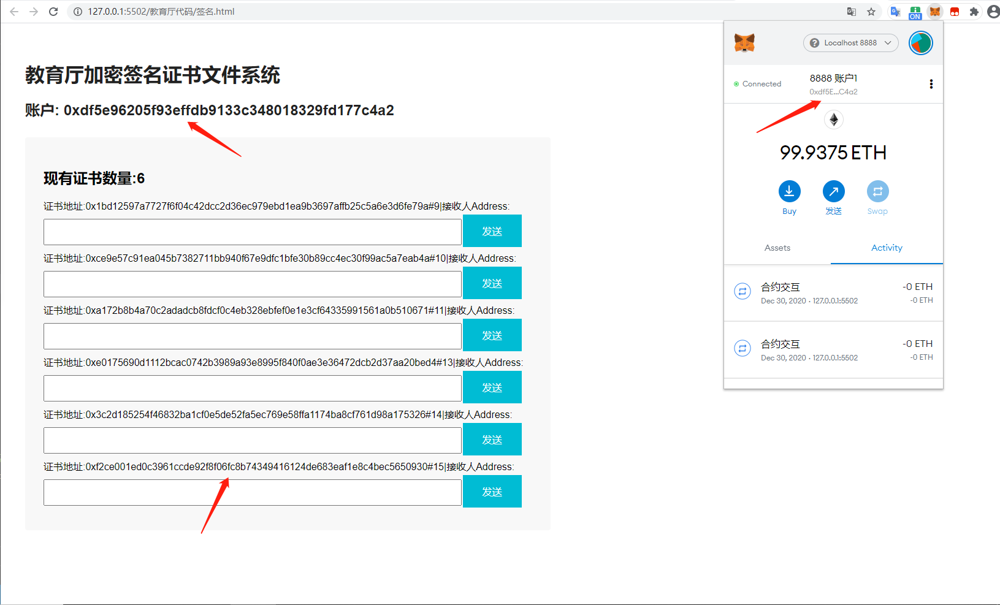 127.0.0.1:5502/教育厅代码/签名.html
ON
教育厅加密签名证书文件系统
账户: 0xdf5e96205f93effdb9133c348018329fd177c4a2
现有证书数量:6
证书地址:0x1bd12597a7727f6f04c42dcc2d36ec979ebd1ea9b3697affb25c5a6e3d6fe79a#9|接收人Address:
发送
证书地址:0xce9e57c91ea045b7382711bb940f67e9dfc1bfe30b89cc4ec30f99ac5a7eab4a#10|接收人Address:
发送
证书地址:0xa172b8b4a70c2adadcb8fdcf0c4eb328ebfef0e1e3cf64335991561a0b510671#11|接收人Address:
发送
证书地址:0xe0175690d1112bcac0742b3989a93e8995f840f0ae3e36472dcb2d37aa20bed4#13|接收人Address:
发送
证书地址:0x3c2d185254f46832ba1cf0e5de52fa5ec769e58ffa1174ba8cf761d98a175326#14|接收人Address:
发送
证书地址:0xf2ce001ed0c3961ccde92f8f06fc8b74349416124de683eaf1e8c4bec5650930#15|接收人Address:
发送
Localhost 8888
Connected
8888 账户1
0xdf5E...C4a2
99.9375 ETH
Buy
发送
Swap
Assets
Activity
合约交互
-0 ETH
Dec 30, 2020 · 127.0.0.1:5502
-0 ETH
合约交互
-0 ETH
Dec 30, 2020 · 127.0.0.1:5502
-0 ETH